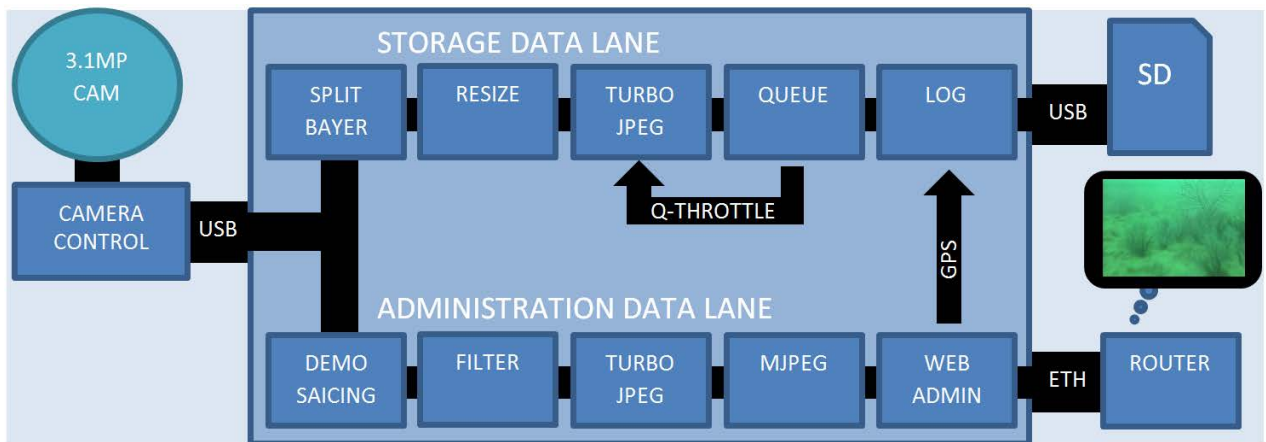 3.1MP
CAM
CAMERA
CONTROL
USB
STORAGE DATA LANE
SPLIT
BAYER
RESIZE
TURBO
JPEG
QUEUE
LOG
USB
SD
Q-THROTTLE
GPS
ADMINISTRATION DATA LANE
DEMO
SAICING
FILTER
TURBO
JPEG
MJPEG
WEB
ADMIN
ETH
ROUTER